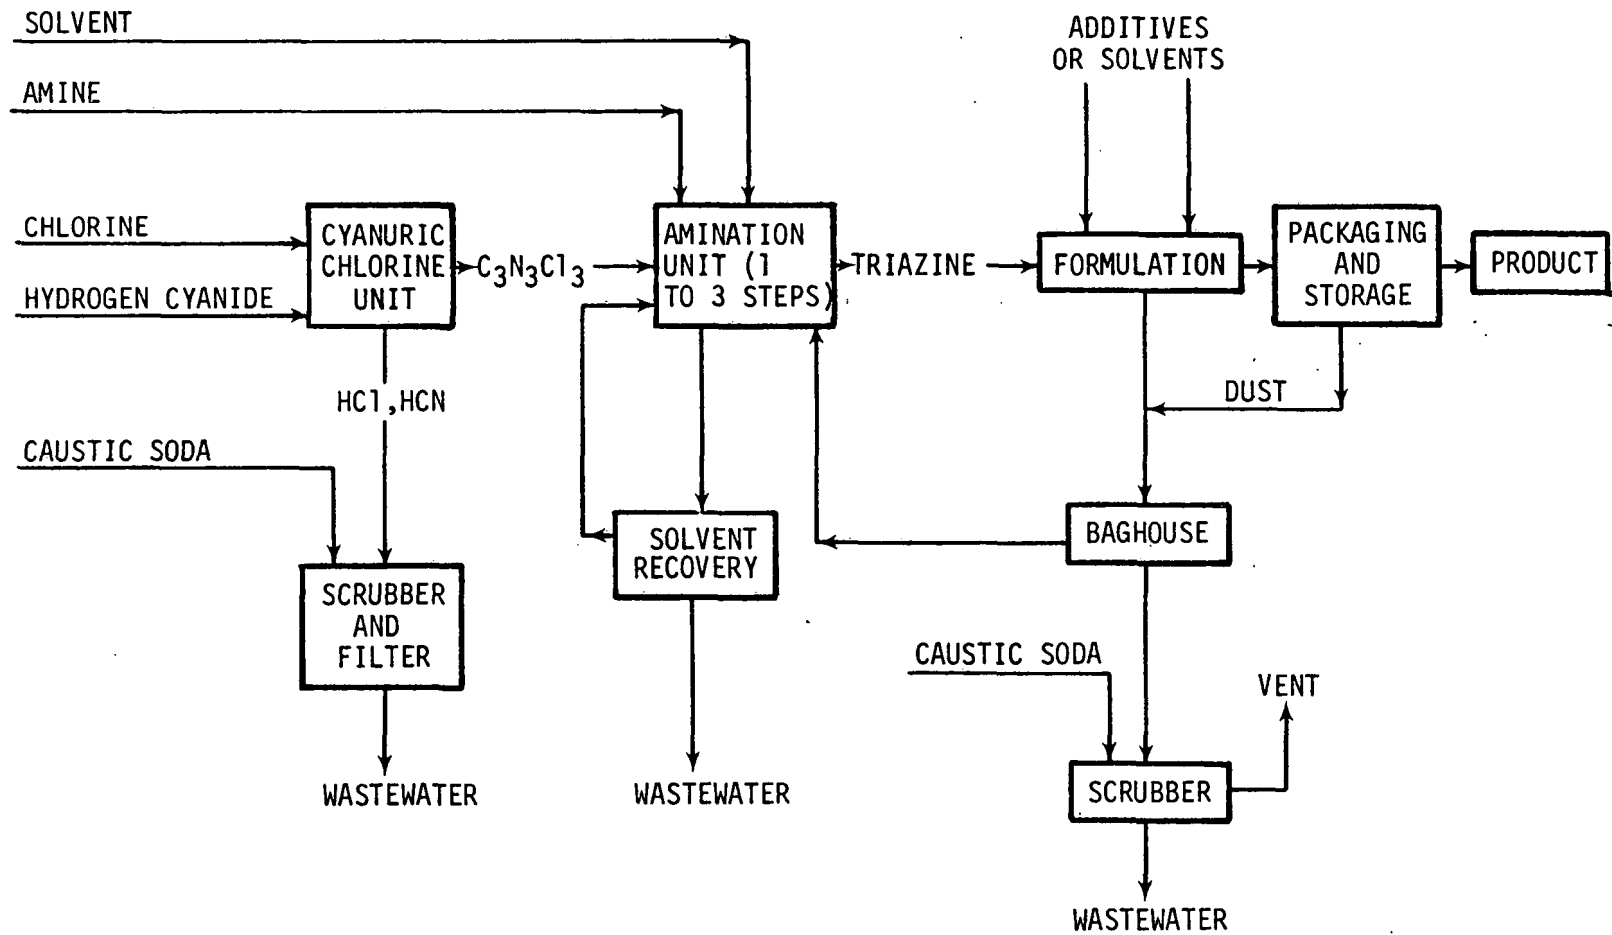 SOLVENT
AMINE
ADDITIVES
OR SOLVENTS
CHLORINE
HYDROGEN CYANIDE
CYANURIC
CHLORINE
UNIT
C₃N₃Cl₃
AMINATION
UNIT (1
TO 3 STEPS)
TRIAZINE
FORMULATION
PACKAGING
AND
STORAGE
PRODUCT
HCl,HCN
DUST
CAUSTIC SODA
SCRUBBER
AND
FILTER
SOLVENT
RECOVERY
BAGHOUSE
CAUSTIC SODA
VENT
SCRUBBER
WASTEWATER
WASTEWATER
WASTEWATER